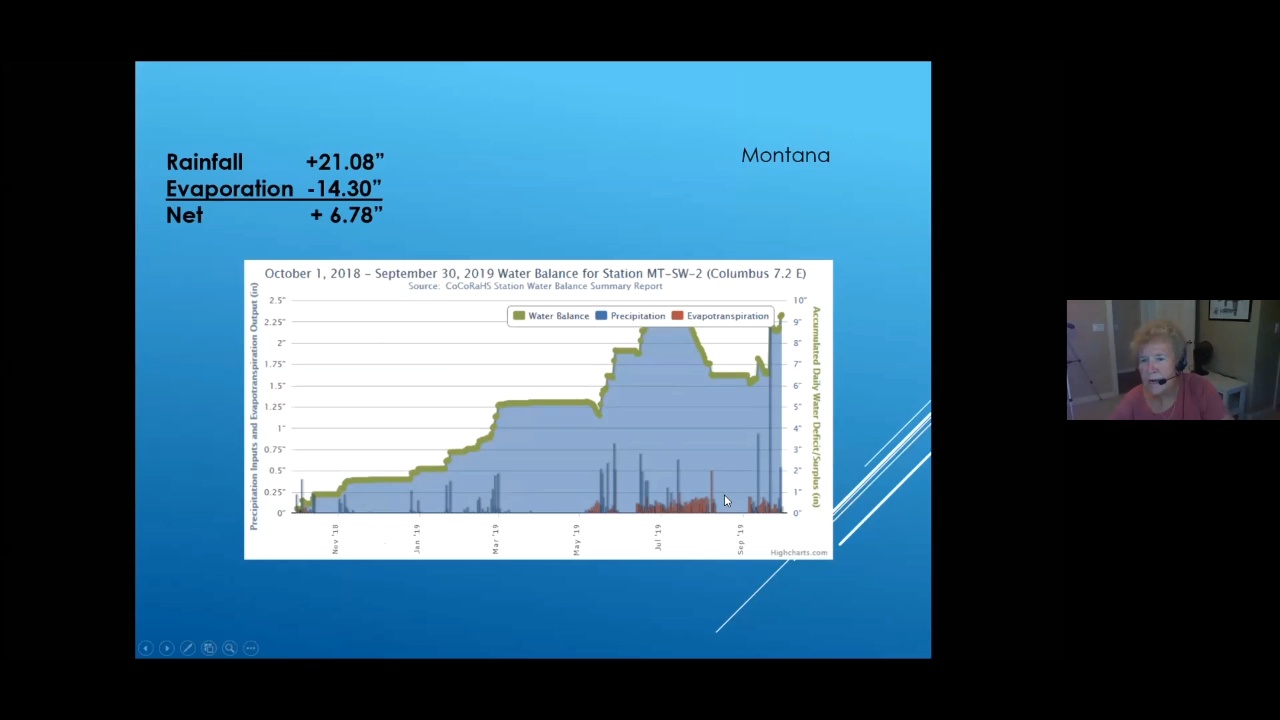 Rainfall +21.08”
Montana
Evaporation -14.30”
Net + 6.78”
October 1, 2018 - September 30, 2019 Water Balance for Station MT-SW-2 (Columbus 7.2 E)
Source: CoCoRaHS Station Water Balance Summary Report
Precipitation Inputs and Evapotranspiration Output (in)
2.5"
2.25"
2"
1.75"
1.5"
1.25"
1"
0.75"
0.5"
0.25"
0"
Water Balance Precipitation Evapotranspiration
10"
9"
8"
7"
6"
5"
4"
3"
2"
1"
0"
Accumulated Daily Water Deficit/Surplus (in)
Nov '18
Jan '19
Mar '19
May '19
Jul '19
Sep '19
Highcharts.com